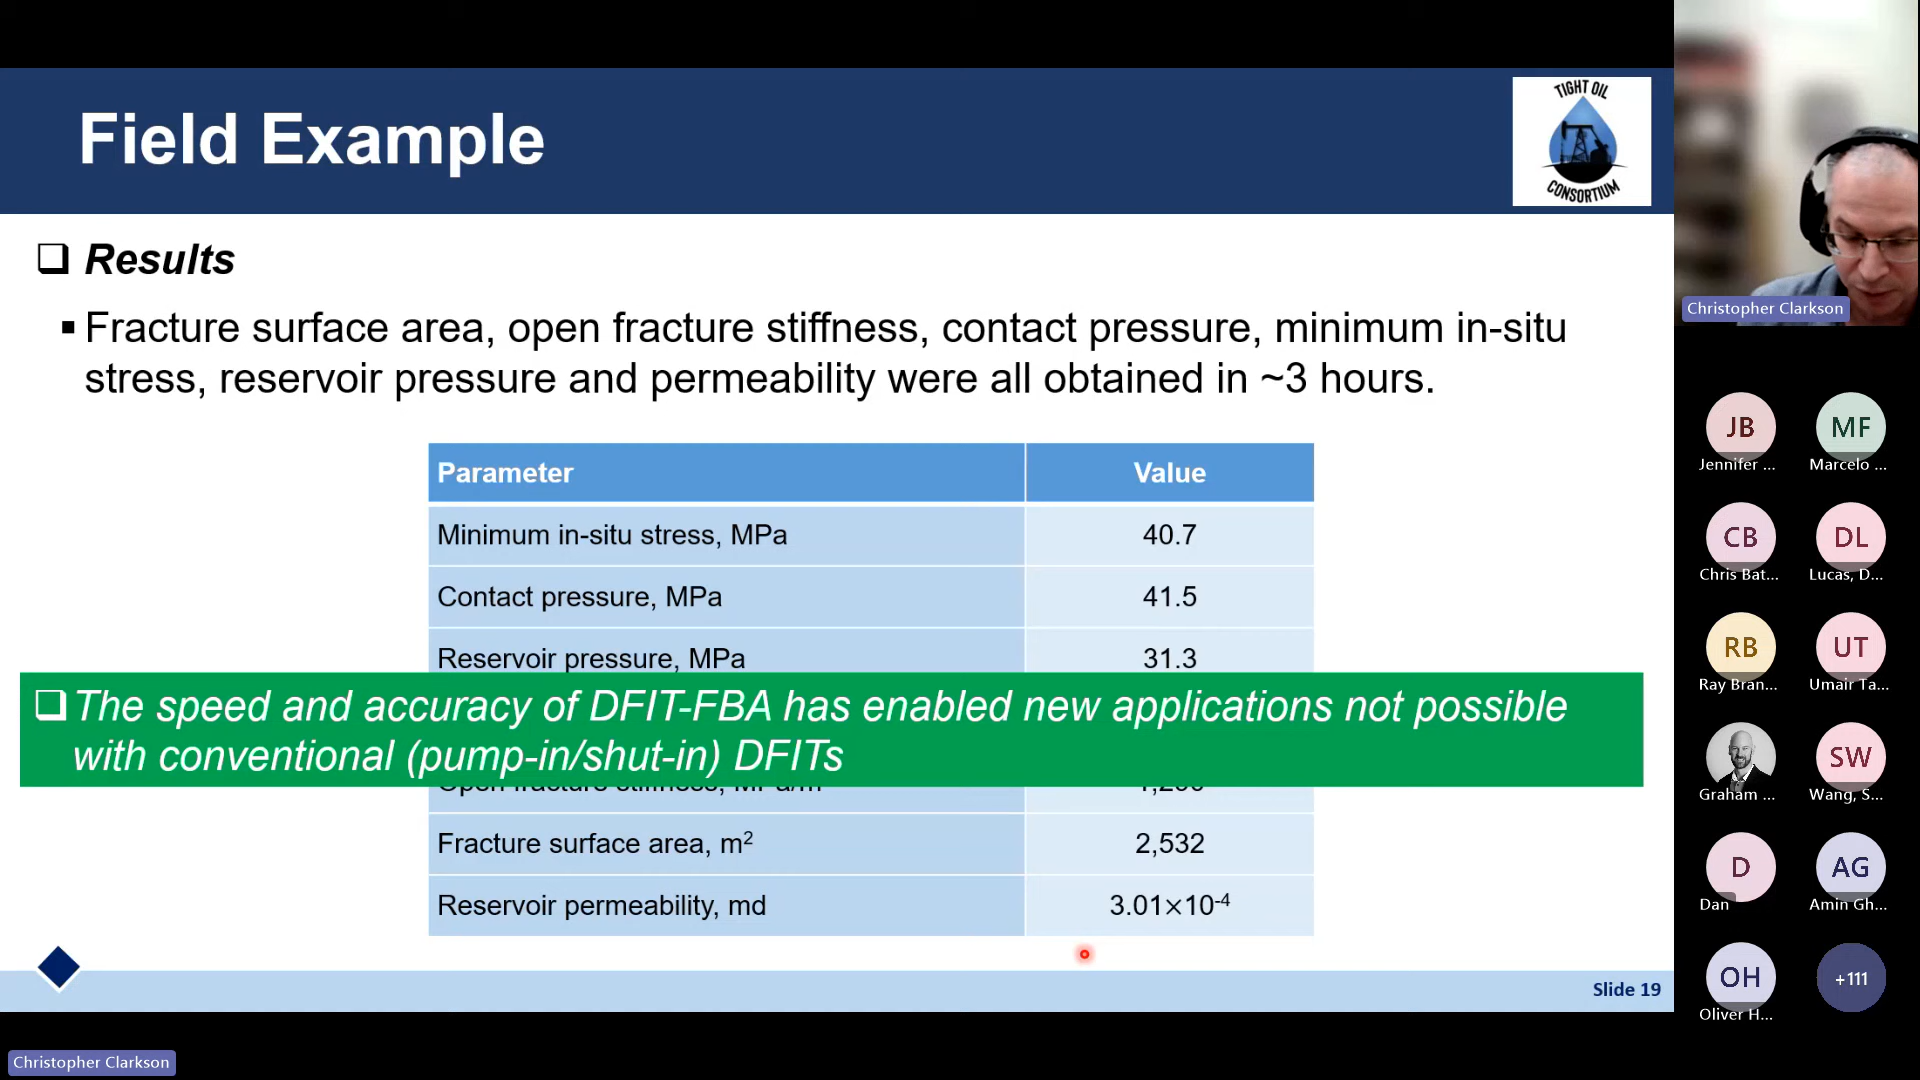 Field Example
TIGHT OIL
CONSORTIUM
Results
Fracture surface area, open fracture stiffness, contact pressure, minimum in-situ
stress, reservoir pressure and permeability were all obtained in ~3 hours.
Parameter Value
Minimum in-situ stress, MPa 40.7
Contact pressure, MPa 41.5
Reservoir pressure, MPa 31.3
The speed and accuracy of DFIT-FBA has enabled new applications not possible
with conventional (pump-in/shut-in) DFITs
Open fracture stiffness, MPa/m
Fracture surface area, m² 2,532
Reservoir permeability, md 3.01×10⁻⁴
Slide 19
Christopher Clarkson
Christopher Clarkson
JB MF
Jennifer ... Marcelo ...
CB DL
Chris Bat... Lucas, D...
RB UT
Ray Bran... Umair Ta...
SW
Graham ... Wang, S...
D AG
Dan Amin Gh...
OH +111
Oliver H...